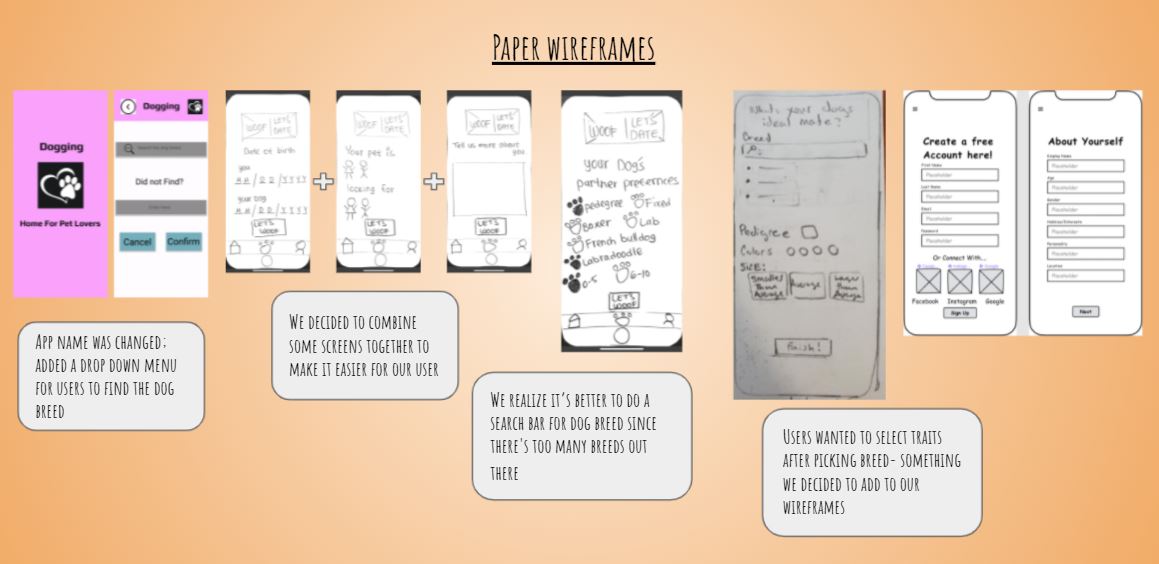 Paper wireframes
Dogging
Home For Pet Lovers
Dogging
Did not Find?
Cancel
Confirm
App name was changed;
added a drop down menu
for users to find the dog
breed
WOOF
LET'S
DATE
Date of birth
you
MM/DD/YYYY
your Dog
MM/DD/YYYY
LET'S
WOOF
WOOF
LET'S
DATE
Your pet is
looking for
LET'S
WOOF
WOOF
LET'S
DATE
Tell us more about
you
LET'S
WOOF
We decided to combine
some screens together to
make it easier for our user
WOOF
LET'S
DATE
your Dog's
partner preferences
pedegree
Fixed
Boxer
Lab
French bulldog
Labradoodle
0-5
6-10
LET'S
WOOF
We realize it's better to do a
search bar for dog breed since
there's too many breeds out
there
What's your dogs
ideal mate?
Breed
Pedigree
Colors
Size:
Smaller
Than
Average
Average
Larger
than
Average
Finish!
Users wanted to select traits
after picking breed- something
we decided to add to our
wireframes
Create a free
Account here!
First Name
Placeholder
Last Name
Placeholder
Email
Placeholder
Password
Placeholder
Or Connect With...
Facebook
Instagram
Google
Sign Up
About Yourself
Placeholder
Age
Placeholder
Gender
Placeholder
Placeholder
Personality
Placeholder
Location
Placeholder
Next